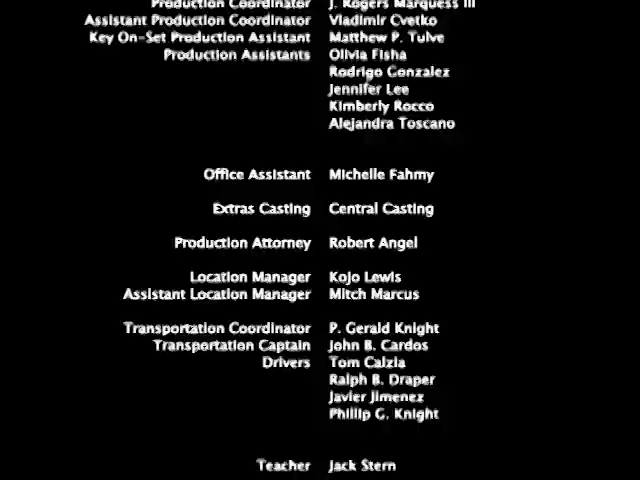 Production Coordinator J. Rogers Marquess III
Assistant Production Coordinator Vladimir Cvetko
Key On-Set Production Assistant Matthew P. Tulve
Production Assistants Olivia Fisha
Rodrigo Gonzalez
Jennifer Lee
Kimberly Rocco
Alejandra Toscano
Office Assistant Michelle Fahmy
Extras Casting Central Casting
Production Attorney Robert Angel
Location Manager Kojo Lewis
Assistant Location Manager Mitch Marcus
Transportation Coordinator P. Gerald Knight
Transportation Captain John B. Cardos
Drivers Tom Calzia
Ralph B. Draper
Javier Jimenez
Phillip G. Knight
Teacher Jack Stern